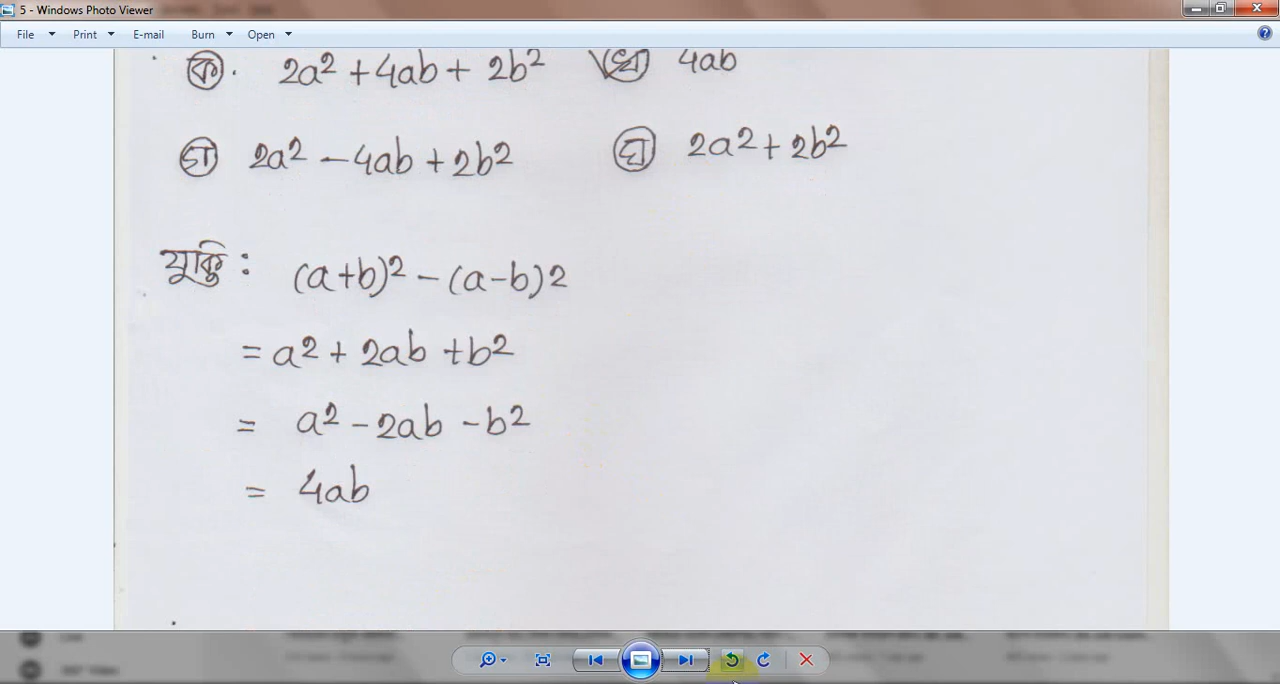 5 - Windows Photo Viewer
File Print E-mail Burn Open
ক. 2a² + 4ab + 2b² খ 4ab
গ 2a² - 4ab + 2b² ঘ 2a² + 2b²
যুক্তি : (a+b)² - (a-b)2
= a² + 2ab + b²
= a² - 2ab - b²
= 4ab